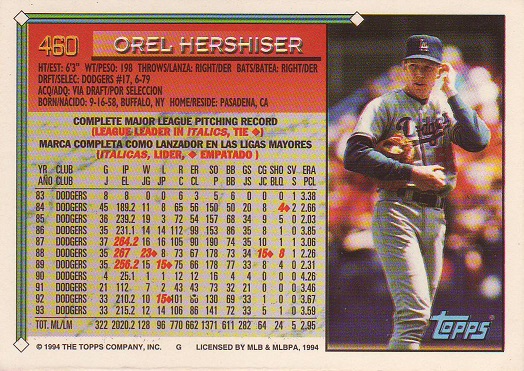 460 OREL HERSHISER
HT/EST: 6'3" WT/PESO: 198 THROWS/LANZA: RIGHT/DER BATS/BATEA: RIGHT/DER
DRFT/SELEC: DODGERS #17, 6-79
ACQ/ADQ: VIA DRAFT/POR SELECCION
BORN/NACIDO: 9-16-58, BUFFALO, NY HOME/RESIDE: PASADENA, CA
COMPLETE MAJOR LEAGUE PITCHING RECORD
(LEAGUE LEADER IN ITALICS, TIE ◆)
MARCA COMPLETA COMO LANZADOR EN LAS LIGAS MAYORES
(ITALICAS, LIDER, ◆ EMPATADO)
YR CLUB G IP W L R ER SO BB GS CG SHO SV ERA
AÑO CLUB J EL JG JP C CL P BB JS JC BLQ JS PCL
83 DODGERS 8 8 0 0 6 3 5 6 0 0 0 1 3.38
84 DODGERS 45 189.2 11 8 65 56 150 50 20 8 4◆ 2 2.66
85 DODGERS 36 239.2 19 3 72 54 157 68 34 9 5 0 2.03
86 DODGERS 35 231.1 14 14 112 99 153 86 35 8 1 0 3.85
87 DODGERS 37 264.2 16 16 105 90 190 74 35 10 1 1 3.06
88 DODGERS 35 267 23◆ 8 73 67 178 73 34 15◆ 8 1 2.26
89 DODGERS 35 256.2 15 15◆ 75 66 178 77 33 8 4 0 2.31
90 DODGERS 4 25.1 1 1 12 12 16 4 4 0 0 0 4.26
91 DODGERS 21 112 7 2 43 43 73 32 21 0 0 0 3.46
92 DODGERS 33 210.2 10 15◆ 101 130 69 33 1 0 0 3.67
93 DODGERS 33 215.2 12 14 33 5 1 0 3.59
TOT. ML/LM 322 2020.2 128 96 770 662 1371 611 282 64 24 5 2.95
© 1994 THE TOPPS COMPANY, INC. G LICENSED BY MLB & MLBPA, 1994
LA
Dodgers
TOPPS